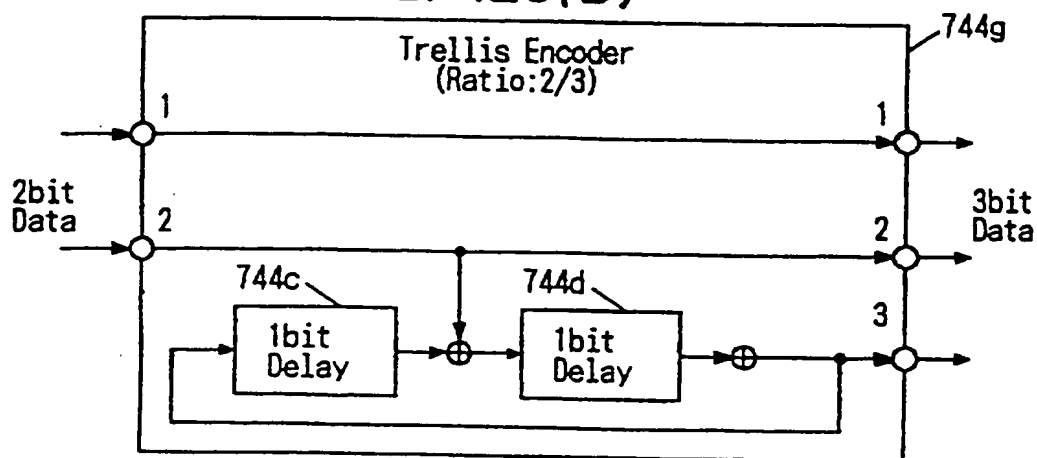 744g
Trellis Encoder
(Ratio:2/3)
1
1
2bit
Data
2
2
3bit
Data
744c
744d
3
1bit
Delay
1bit
Delay